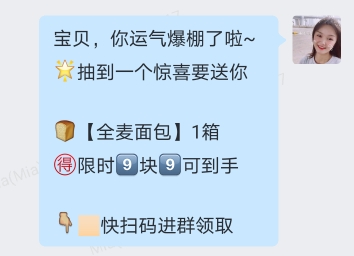 宝贝，你运气爆棚了啦~
🌟抽到一个惊喜要送你
🍞【全麦面包】1箱
🉐限时9️⃣块9️⃣可到手
👇🏼快扫码进群领取